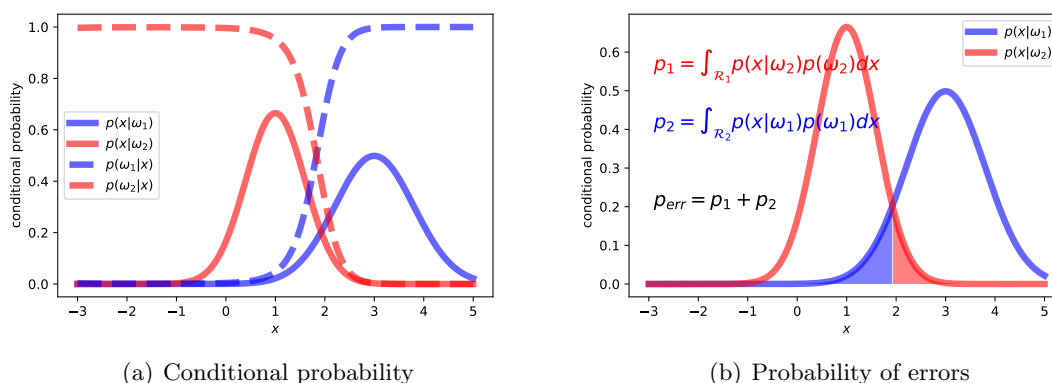 1.0
0.8
0.6
0.4
0.2
0.0
conditional probability
p(x|ω₁)
p(x|ω₂)
p(ω₁|x)
p(ω₂|x)
−3 −2 −1 0 1 2 3 4 5
x
(a) Conditional probability
0.6
0.5
0.4
0.3
0.2
0.1
0.0
conditional probability
p(x|ω₁)
p(x|ω₂)
p₁ = ∫_{ℛ₁} p(x|ω₂)p(ω₂)dx
p₂ = ∫_{ℛ₂} p(x|ω₁)p(ω₁)dx
p_{err} = p₁ + p₂
−3 −2 −1 0 1 2 3 4 5
x
(b) Probability of errors